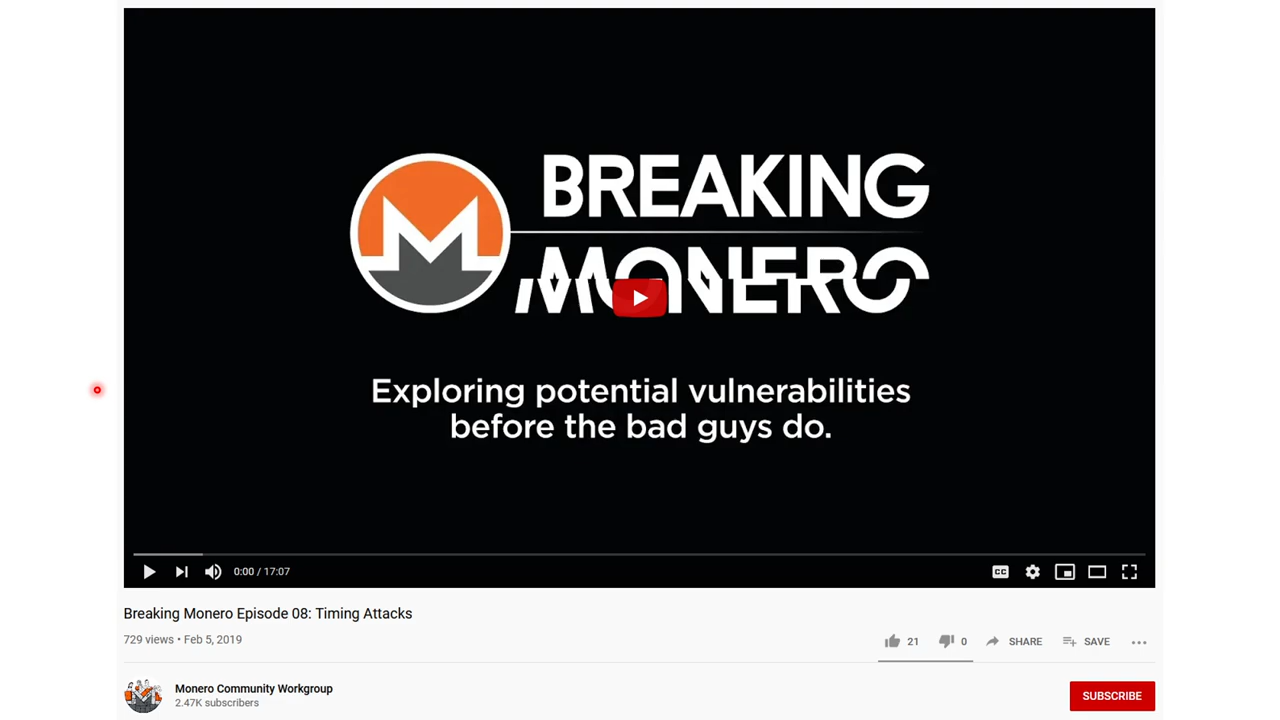 BREAKING
MONERO
Exploring potential vulnerabilities
before the bad guys do.
0:00 / 17:07
CC
Breaking Monero Episode 08: Timing Attacks
729 views • Feb 5, 2019
21
0
SHARE
SAVE
Monero Community Workgroup
2.47K subscribers
SUBSCRIBE